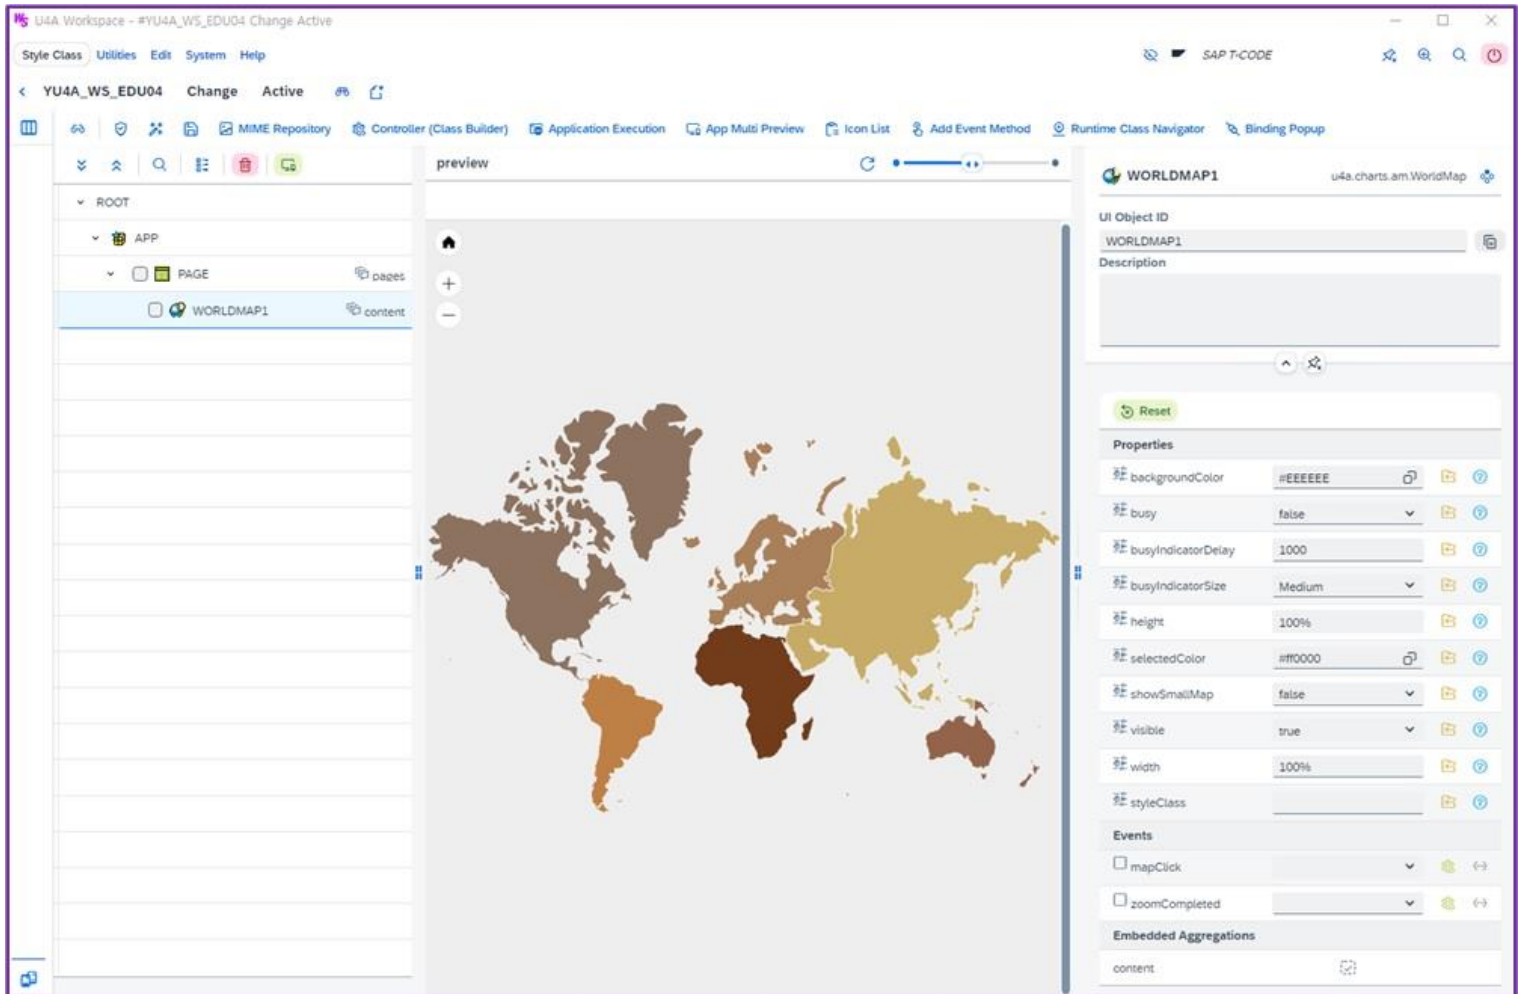 U4A Workspace - #YU4A_WS_EDU04 Change Active
Style Class Utilities Edit System Help SAP T-CODE
YU4A_WS_EDU04 Change Active
MIME Repository Controller (Class Builder) Application Execution App Multi Preview Icon List Add Event Method Runtime Class Navigator Binding Popup
preview
ROOT
APP
PAGE pages
WORLDMAP1 content
WORLDMAP1 u4a.charts.am.WorldMap
UI Object ID
WORLDMAP1
Description
Reset
Properties
backgroundColor #EEEEEE
busy false
busyIndicatorDelay 1000
busyIndicatorSize Medium
height 100%
selectedColor #ff0000
showSmallMap false
visible true
width 100%
styleClass
Events
mapClick
zoomCompleted
Embedded Aggregations
content